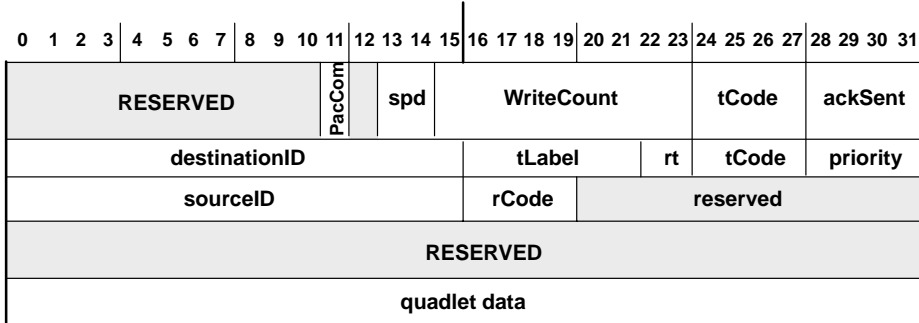 0 1 2 3 4 5 6 7 8 9 10 11 12 13 14 15 16 17 18 19 20 21 22 23 24 25 26 27 28 29 30 31
RESERVED PacCom spd WriteCount tCode ackSent
destinationID tLabel rt tCode priority
sourceID rCode reserved
RESERVED
quadlet data